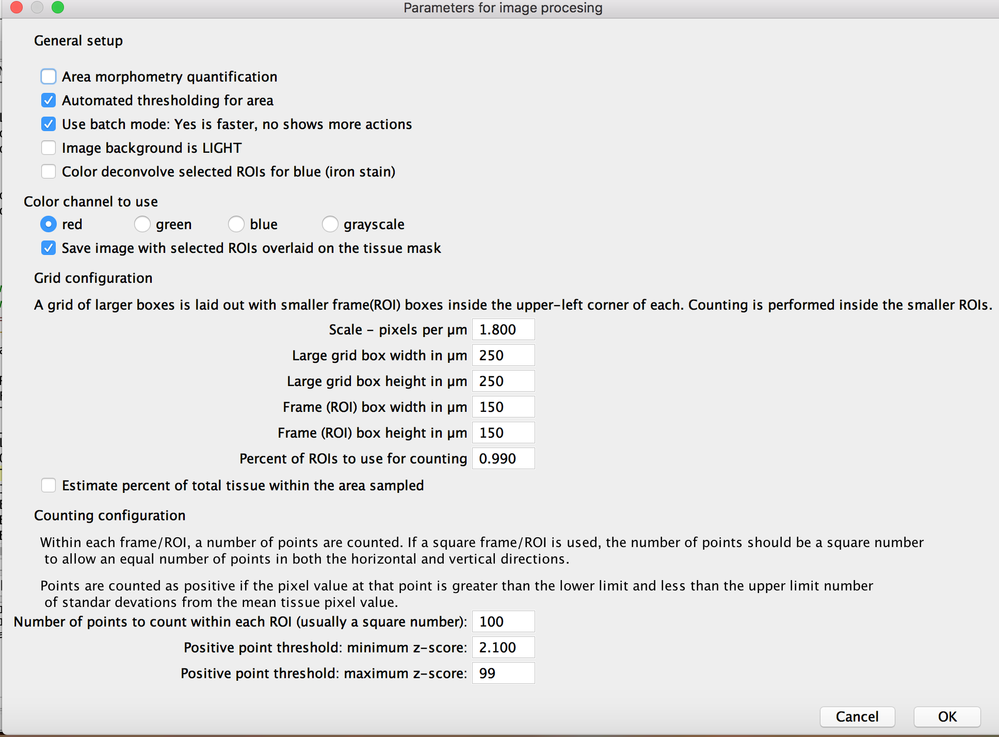 Parameters for image procesing
General setup
Area morphometry quantification
Automated thresholding for area
Use batch mode: Yes is faster, no shows more actions
Image background is LIGHT
Color deconvolve selected ROIs for blue (iron stain)
Color channel to use
red green blue grayscale
Save image with selected ROIs overlaid on the tissue mask
Grid configuration
A grid of larger boxes is laid out with smaller frame(ROI) boxes inside the upper-left corner of each. Counting is performed inside the smaller ROIs.
Scale - pixels per µm 1.800
Large grid box width in µm 250
Large grid box height in µm 250
Frame (ROI) box width in µm 150
Frame (ROI) box height in µm 150
Percent of ROIs to use for counting 0.990
Estimate percent of total tissue within the area sampled
Counting configuration
Within each frame/ROI, a number of points are counted. If a square frame/ROI is used, the number of points should be a square number
to allow an equal number of points in both the horizontal and vertical directions.
Points are counted as positive if the pixel value at that point is greater than the lower limit and less than the upper limit number
of standar devations from the mean tissue pixel value.
Number of points to count within each ROI (usually a square number): 100
Positive point threshold: minimum z-score: 2.100
Positive point threshold: maximum z-score: 99
Cancel OK